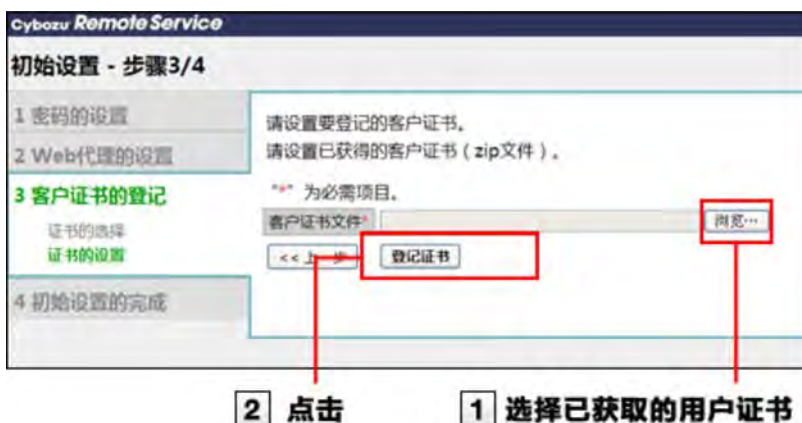 Cybozu Remote Service
初始设置 - 步骤3/4
1 密码的设置
2 Web代理的设置
3 客户证书的登记
证书的选择
证书的设置
4 初始设置的完成
请设置要登记的客户证书。
请设置已获得的客户证书（zip文件）。
"*" 为必需项目。
客户证书文件*
浏览…
<< 上一步
登记证书
2 点击
1 选择已获取的用户证书